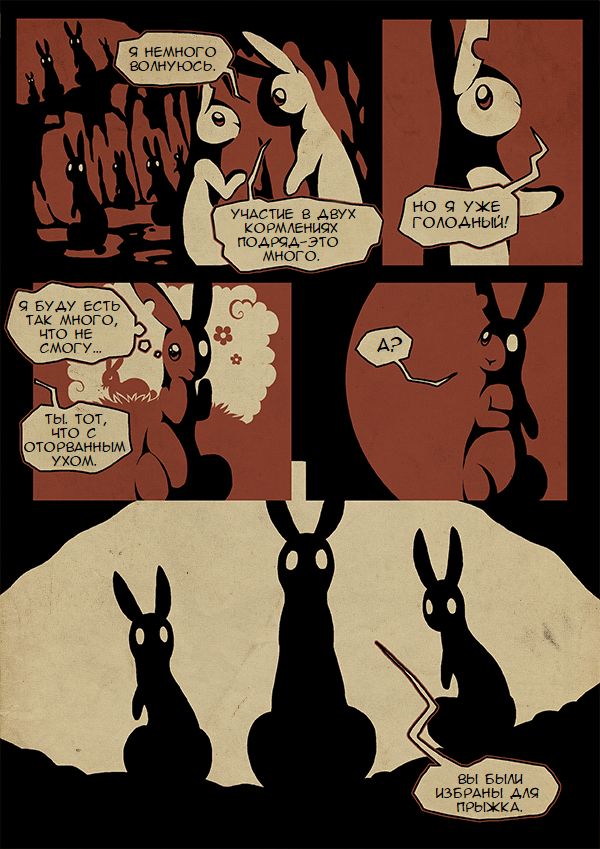 Я НЕМНОГО
ВОЛНУЮСЬ.
УЧАСТИЕ В ДВУХ
КОРМЛЕНИЯХ
ПОДРЯД-ЭТО
МНОГО.
НО Я УЖЕ
ГОЛОДНЫЙ!
Я БУДУ ЕСТЬ
ТАК МНОГО,
ЧТО НЕ
СМОГУ...
ТЫ. ТОТ,
ЧТО С
ОТОРВАННЫМ
УХОМ.
Д?
ВЫ БЫЛИ
ИЗБРАНЫ ДЛЯ
ПРЫЖКА.